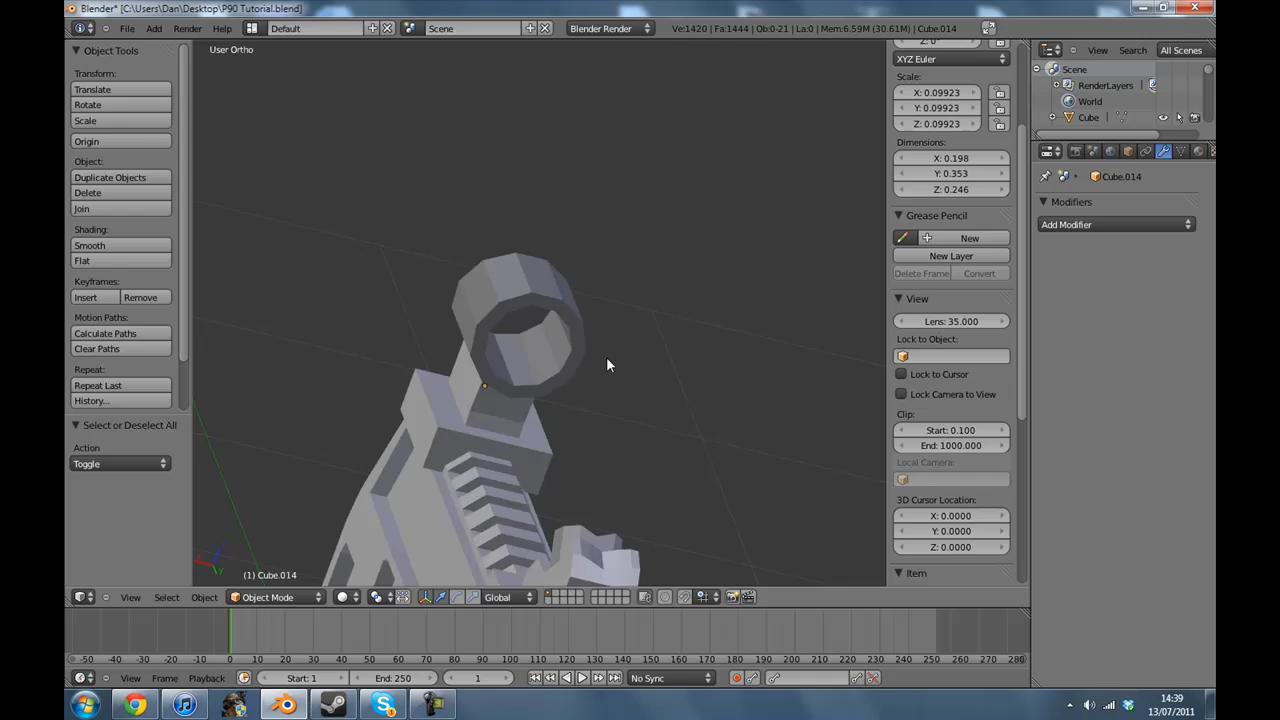 Blender* [C:\Users\Dan\Desktop\P90 Tutorial.blend]
File Add Render Help Default Scene Blender Render Ve:1420 | Fa:1444 | Ob:0-21 | La:0 | Mem:6.59M (30.61M) | Cube.014
Object Tools
Transform:
Translate
Rotate
Scale
Origin
Object:
Duplicate Objects
Delete
Join
Shading:
Smooth
Flat
Keyframes:
Insert Remove
Motion Paths:
Calculate Paths
Clear Paths
Repeat:
Repeat Last
History...
Select or Deselect All
Action
Toggle
User Ortho
(1) Cube.014
XYZ Euler
Scale:
X: 0.09923
Y: 0.09923
Z: 0.09923
Dimensions:
X: 0.198
Y: 0.353
Z: 0.246
Grease Pencil
New
New Layer
Delete Frame Convert
View
Lens: 35.000
Lock to Object:
Lock to Cursor
Lock Camera to View
Clip:
Start: 0.100
End: 1000.000
Local Camera:
3D Cursor Location:
X: 0.0000
Y: 0.0000
Z: 0.0000
Item
View Search All Scenes
Scene
RenderLayers
World
Cube
Cube.014
Modifiers
Add Modifier
View Select Object Object Mode Global
-50 -40 -30 -20 -10 0 10 20 30 40 50 60 70 80 90 100 110 120 130 140 150 160 170 180 190 200 210 220 230 240 250 260 270 280
View Frame Playback Start: 1 End: 250 1 No Sync
14:39
13/07/2011